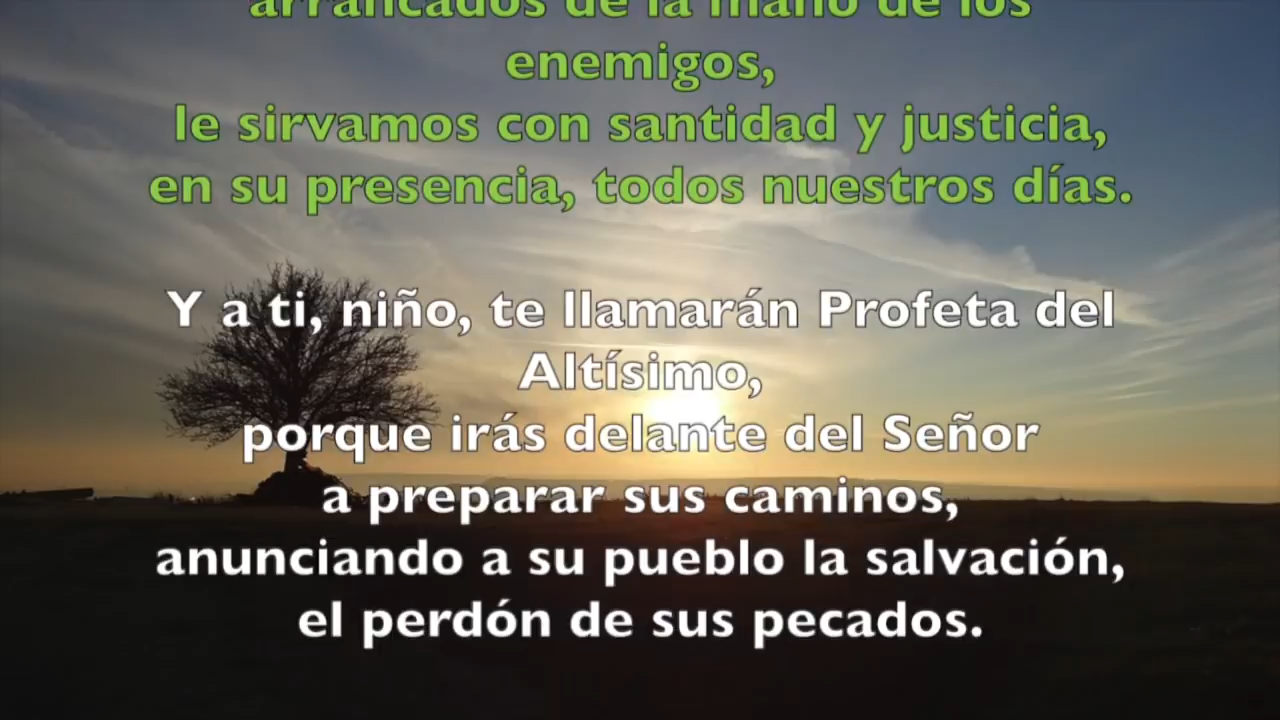 arrancados de la mano de los
enemigos,
le sirvamos con santidad y justicia,
en su presencia, todos nuestros días.
Y a ti, niño, te llamarán Profeta del
Altísimo,
porque irás delante del Señor
a preparar sus caminos,
anunciando a su pueblo la salvación,
el perdón de sus pecados.